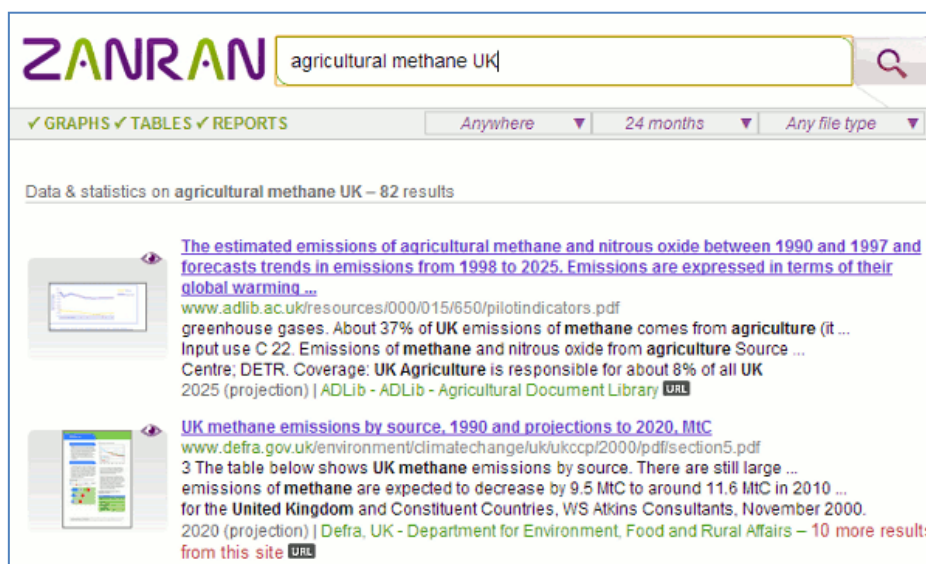 ZANRAN
agricultural methane UK
✓ GRAPHS ✓ TABLES ✓ REPORTS
Anywhere ▼ 24 months ▼ Any file type ▼
Data & statistics on agricultural methane UK – 82 results
The estimated emissions of agricultural methane and nitrous oxide between 1990 and 1997 and
forecasts trends in emissions from 1998 to 2025. Emissions are expressed in terms of their
global warming ...
www.adlib.ac.uk/resources/000/015/650/pilotindicators.pdf
greenhouse gases. About 37% of UK emissions of methane comes from agriculture (it ...
Input use C 22. Emissions of methane and nitrous oxide from agriculture Source ...
Centre; DETR. Coverage: UK Agriculture is responsible for about 8% of all UK
2025 (projection) | ADLib - ADLib - Agricultural Document Library URL
UK methane emissions by source, 1990 and projections to 2020, MtC
www.defra.gov.uk/environment/climatechange/uk/ukccp/2000/pdf/section5.pdf
3 The table below shows UK methane emissions by source. There are still large ...
emissions of methane are expected to decrease by 9.5 MtC to around 11.6 MtC in 2010 ...
for the United Kingdom and Constituent Countries, WS Atkins Consultants, November 2000.
2020 (projection) | Defra, UK - Department for Environment, Food and Rural Affairs – 10 more results
from this site URL